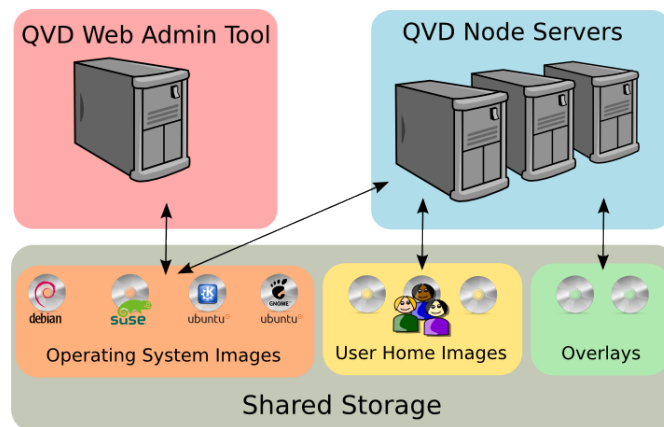 QVD Web Admin Tool
QVD Node Servers
debian
suse
ubuntu
GNOME
ubuntu
Operating System Images
User Home Images
Overlays
Shared Storage